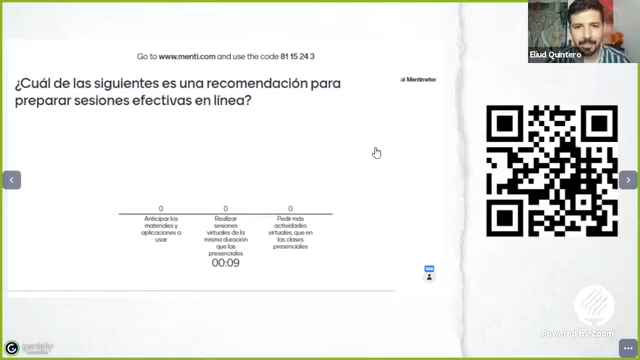 Go to www.menti.com and use the code 81 15 24 3
¿Cuál de las siguientes es una recomendación para
preparar sesiones efectivas en línea?
Mentimeter
Eliud Quintero
0
0
0
Anticipar los
materiales y
aplicaciones a
usar
Realizar
sesiones
virtuales de la
misma duración
que las
presenciales
Pedir más
actividades
virtuales, que en
las clases
presenciales
00:09
genially
Powered by Zoom